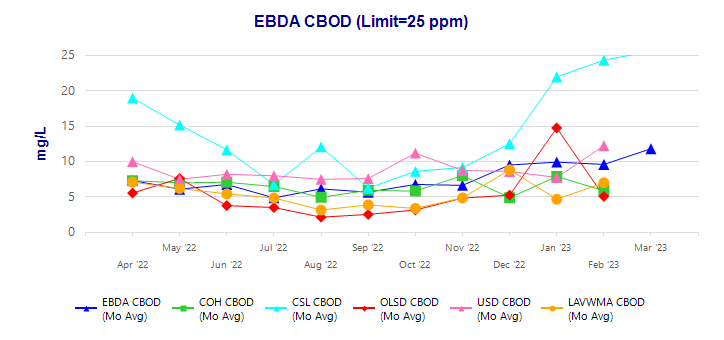 EBDA CBOD (Limit=25 ppm)
mg/L
25
20
15
10
5
0
May '22 Jul '22 Sep '22 Nov '22 Jan '23 Mar '23
Apr '22 Jun '22 Aug '22 Oct '22 Dec '22 Feb '23
EBDA CBOD COH CBOD CSL CBOD OLSD CBOD USD CBOD LAVWMA CBOD
(Mo Avg) (Mo Avg) (Mo Avg) (Mo Avg) (Mo Avg) (Mo Avg)